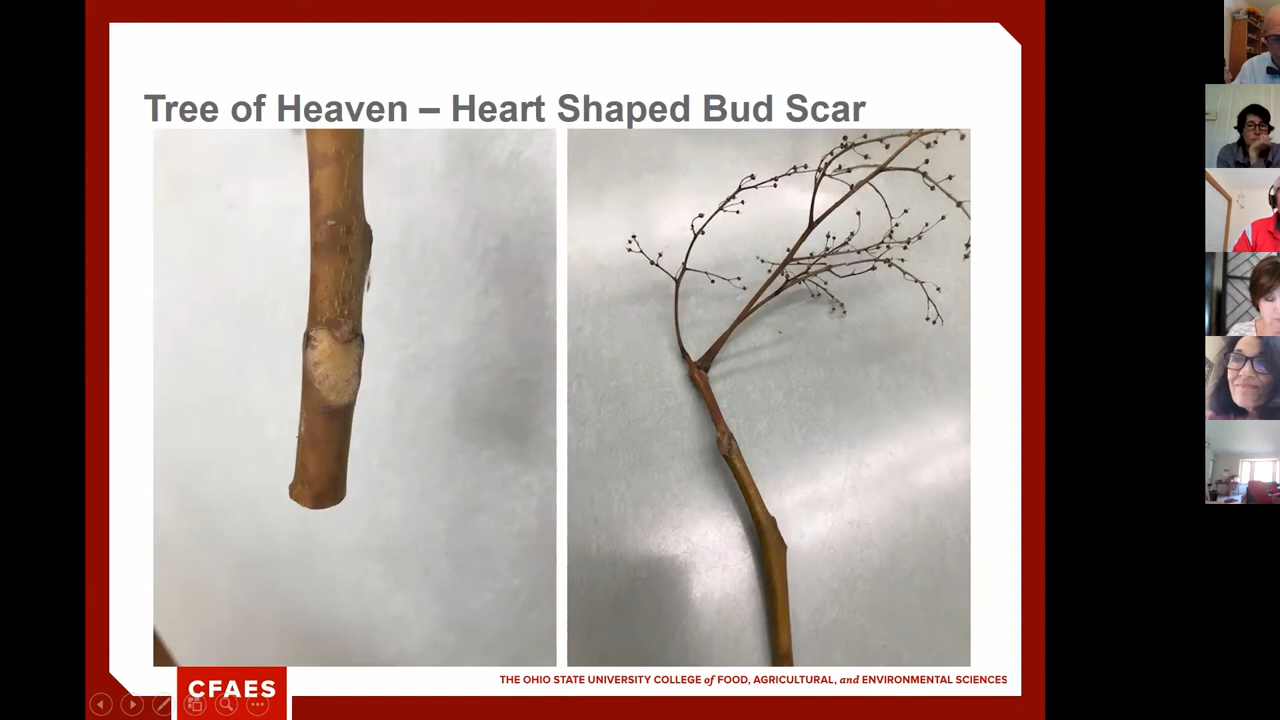 Tree of Heaven – Heart Shaped Bud Scar
CFAES
THE OHIO STATE UNIVERSITY COLLEGE of FOOD, AGRICULTURAL, and ENVIRONMENTAL SCIENCES